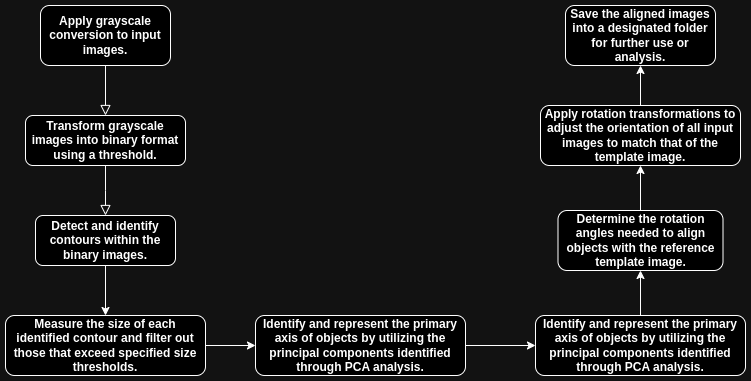 Apply grayscale
conversion to input
images.
Transform grayscale
images into binary format
using a threshold.
Detect and identify
contours within the
binary images.
Measure the size of each
identified contour and filter out
those that exceed specified size
thresholds.
Identify and represent the primary
axis of objects by utilizing the
principal components identified
through PCA analysis.
Identify and represent the primary
axis of objects by utilizing the
principal components identified
through PCA analysis.
Determine the rotation
angles needed to align
objects with the reference
template image.
Apply rotation transformations to
adjust the orientation of all input
images to match that of the
template image.
Save the aligned images
into a designated folder
for further use or
analysis.